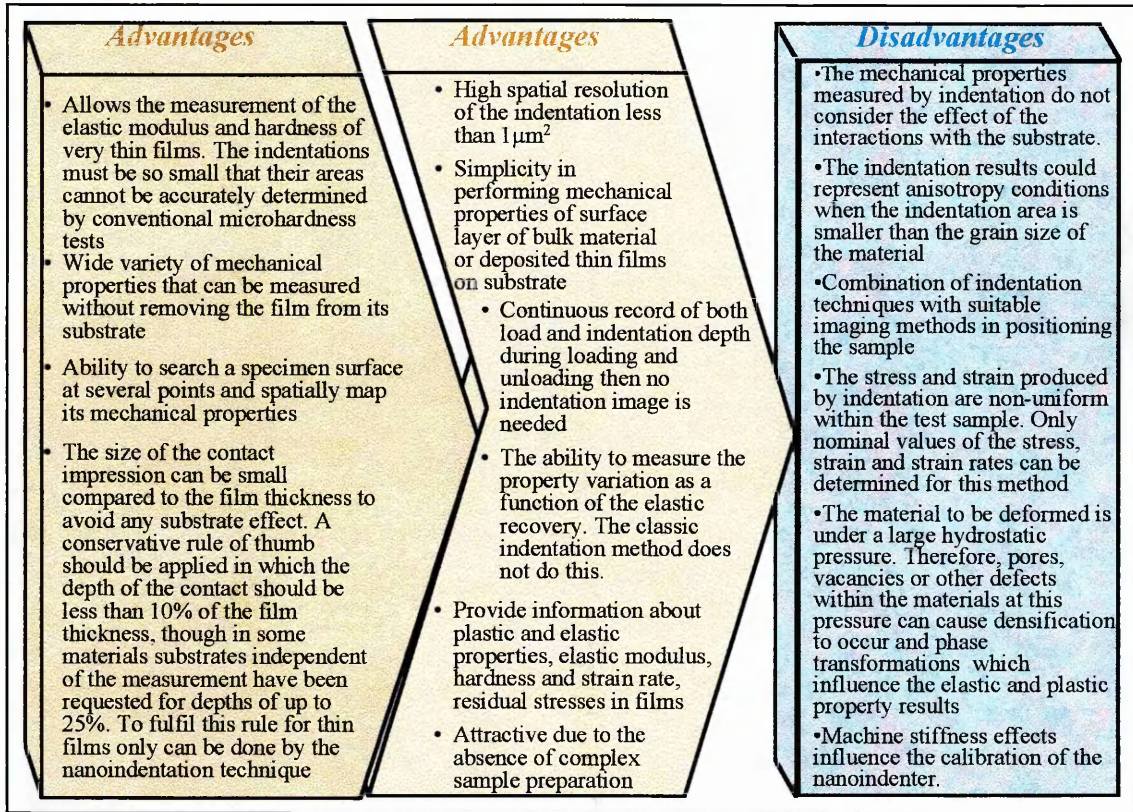 Advantages
• Allows the measurement of the
elastic modulus and hardness of
very thin films. The indentations
must be so small that their areas
cannot be accurately determined
by conventional microhardness
tests
• Wide variety of mechanical
properties that can be measured
without removing the film from its
substrate
• Ability to search a specimen surface
at several points and spatially map
its mechanical properties
• The size of the contact
impression can be small
compared to the film thickness to
avoid any substrate effect. A
conservative rule of thumb
should be applied in which the
depth of the contact should be
less than 10% of the film
thickness, though in some
materials substrates independent
of the measurement have been
requested for depths of up to
25%. To fulfil this rule for thin
films only can be done by the
nanoindentation technique
Advantages
• High spatial resolution
of the indentation less
than 1μm²
• Simplicity in
performing mechanical
properties of surface
layer of bulk material
or deposited thin films
on substrate
• Continuous record of both
load and indentation depth
during loading and
unloading then no
indentation image is
needed
• The ability to measure the
property variation as a
function of the elastic
recovery. The classic
indentation method does
not do this.
• Provide information about
plastic and elastic
properties, elastic modulus,
hardness and strain rate,
residual stresses in films
• Attractive due to the
absence of complex
sample preparation
Disadvantages
•The mechanical properties
measured by indentation do not
consider the effect of the
interactions with the substrate.
•The indentation results could
represent anisotropy conditions
when the indentation area is
smaller than the grain size of
the material
•Combination of indentation
techniques with suitable
imaging methods in positioning
the sample
•The stress and strain produced
by indentation are non-uniform
within the test sample. Only
nominal values of the stress,
strain and strain rates can be
determined for this method
•The material to be deformed is
under a large hydrostatic
pressure. Therefore, pores,
vacancies or other defects
within the materials at this
pressure can cause densification
to occur and phase
transformations which
influence the elastic and plastic
property results
•Machine stiffness effects
influence the calibration of the
nanoindenter.